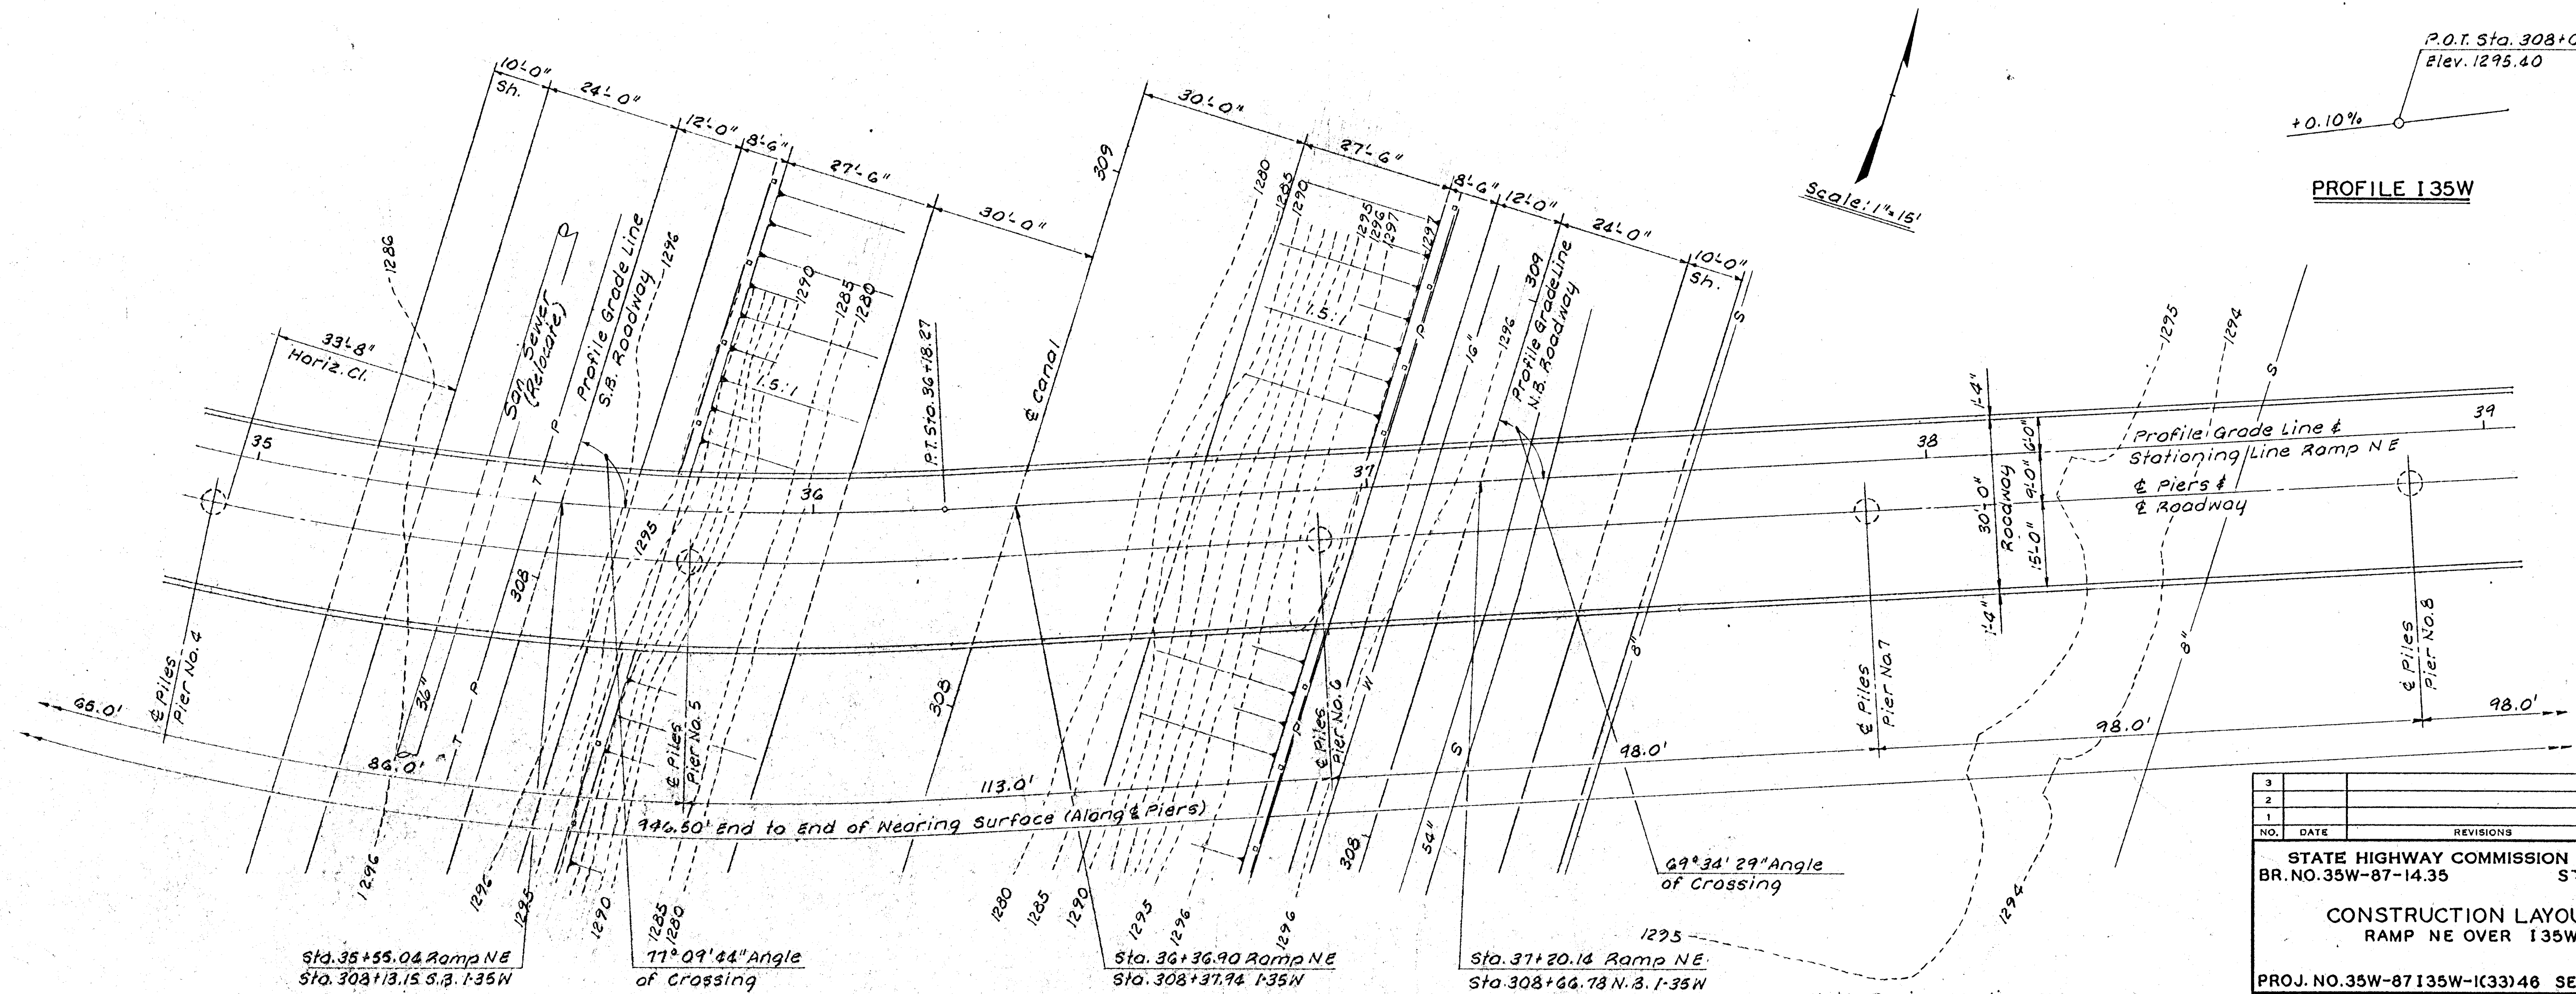 10'-0"
Sh.
24'-0"
12'-0"
8'-6"
27'-6"
30'-0"
309
30'-0"
27'-6"
8'-6"
12'-0"
24'-0"
10'-0"
Sh.
Scale: 1"=15'
P.O.T. Sta. 308+0
Elev. 1295.40
+0.10%
PROFILE I 35W
1286
33'-8"
Horiz. Cl.
San. Sewer
(Relocate)
Profile Grade Line
S.B. Roadway
1296
1290
1285
1280
1.5:1
P.T. Sta. 36+18.27
℄ Canal
1280
1285
1290
1295
1296
1297
1297
1.5:1
P
16"
1296
309
Profile Grade Line
N.B. Roadway
S
1295
1294
S
35
36
37
38
39
P
T
1'-4"
6'-0"
9'-0"
30'-0"
Roadway
15'-0"
1'-4"
Profile Grade Line &
Stationing Line Ramp NE
℄ Piers &
℄ Roadway
1295
308
308
308
℄ Piles
Pier No. 4
36"
P
T
℄ Piles
Pier No. 5
P
℄ Piles
Pier No. 6
W
S
54"
8"
℄ Piles
Pier No. 7
8"
℄ Piles
Pier No. 8
65.0'
86.0'
113.0'
98.0'
98.0'
98.0'
946.50' End to End of Wearing Surface (Along ℄ Piers)
1296
1296
1295
1290
1285
1280
1280
1285
1290
1295
1296
1296
1295
1294
69°34'29" Angle
of Crossing
Sta. 35+55.04 Ramp NE
Sta. 308+13.15 S.B. I-35W
77°09'44" Angle
of Crossing
Sta. 36+36.90 Ramp NE
Sta. 308+37.94 I-35W
Sta. 37+20.14 Ramp NE
Sta. 308+66.78 N.B. I-35W
3
2
1
NO. DATE REVISIONS
STATE HIGHWAY COMMISSION
BR. NO. 35W-87-14.35 ST
CONSTRUCTION LAYOU
RAMP NE OVER I35W
PROJ. NO. 35W-87 I35W-1(33)46 SE